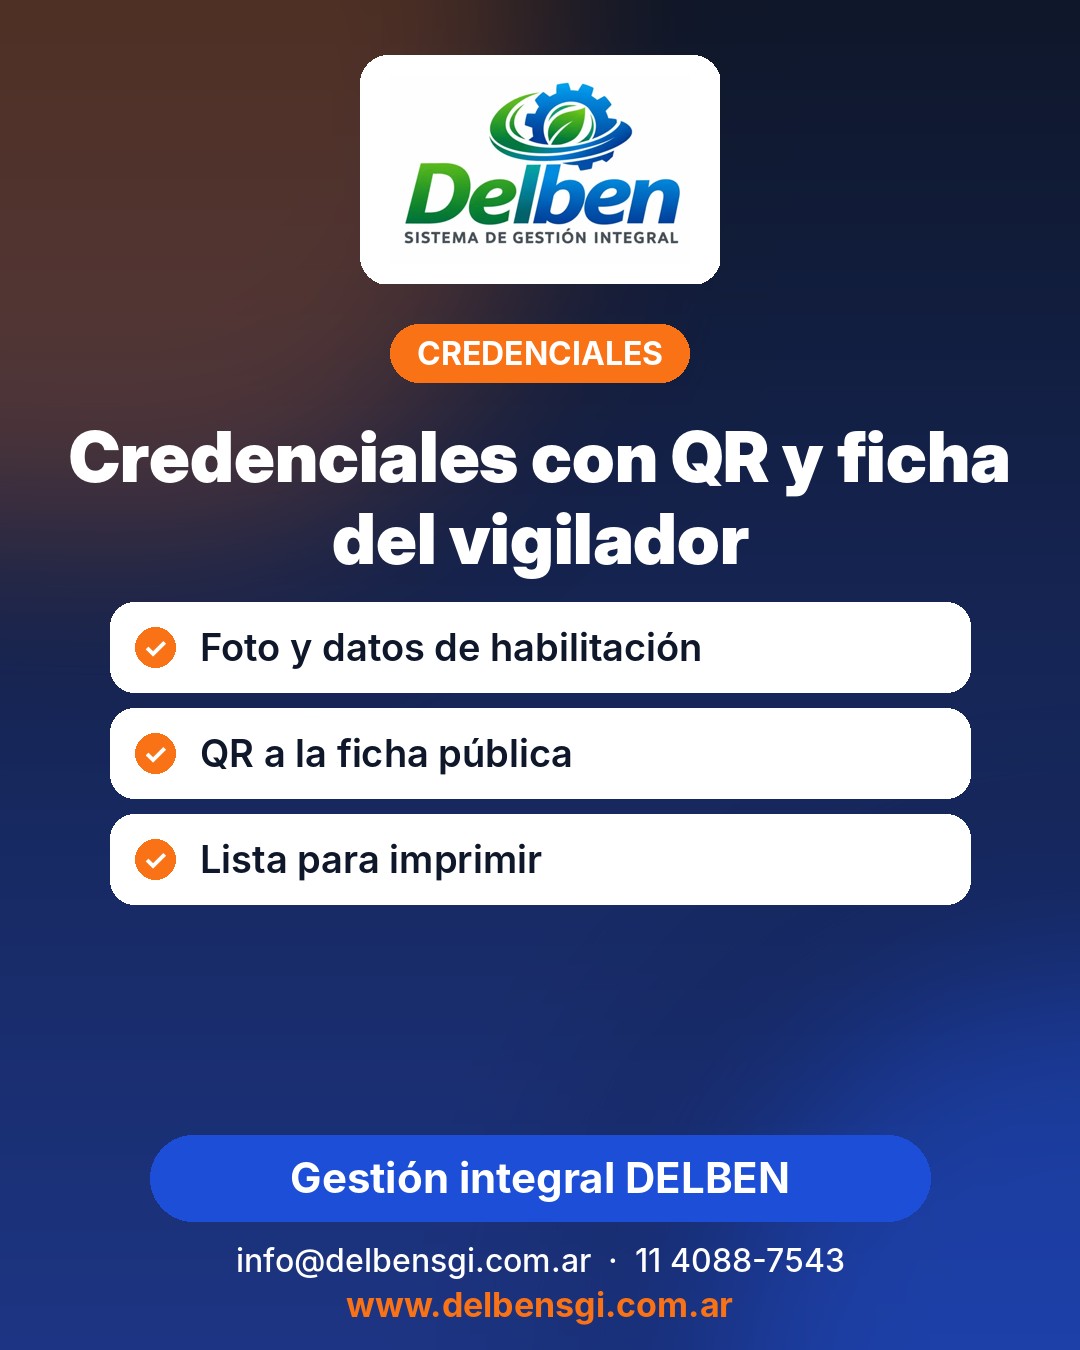 Delben
SISTEMA DE GESTIÓN INTEGRAL
CREDENCIALES
Credenciales con QR y ficha
del vigilador
Foto y datos de habilitación
QR a la ficha pública
Lista para imprimir
Gestión integral DELBEN
info@delbensgi.com.ar · 11 4088-7543
www.delbensgi.com.ar